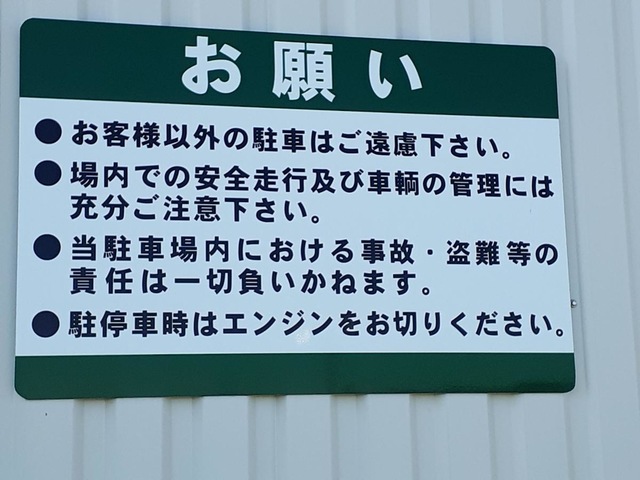 お願い
●お客様以外の駐車はご遠慮下さい。
●場内での安全走行及び車輌の管理には
充分ご注意下さい。
●当駐車場内における事故・盗難等の
責任は一切負いかねます。
●駐停車時はエンジンをお切りください。